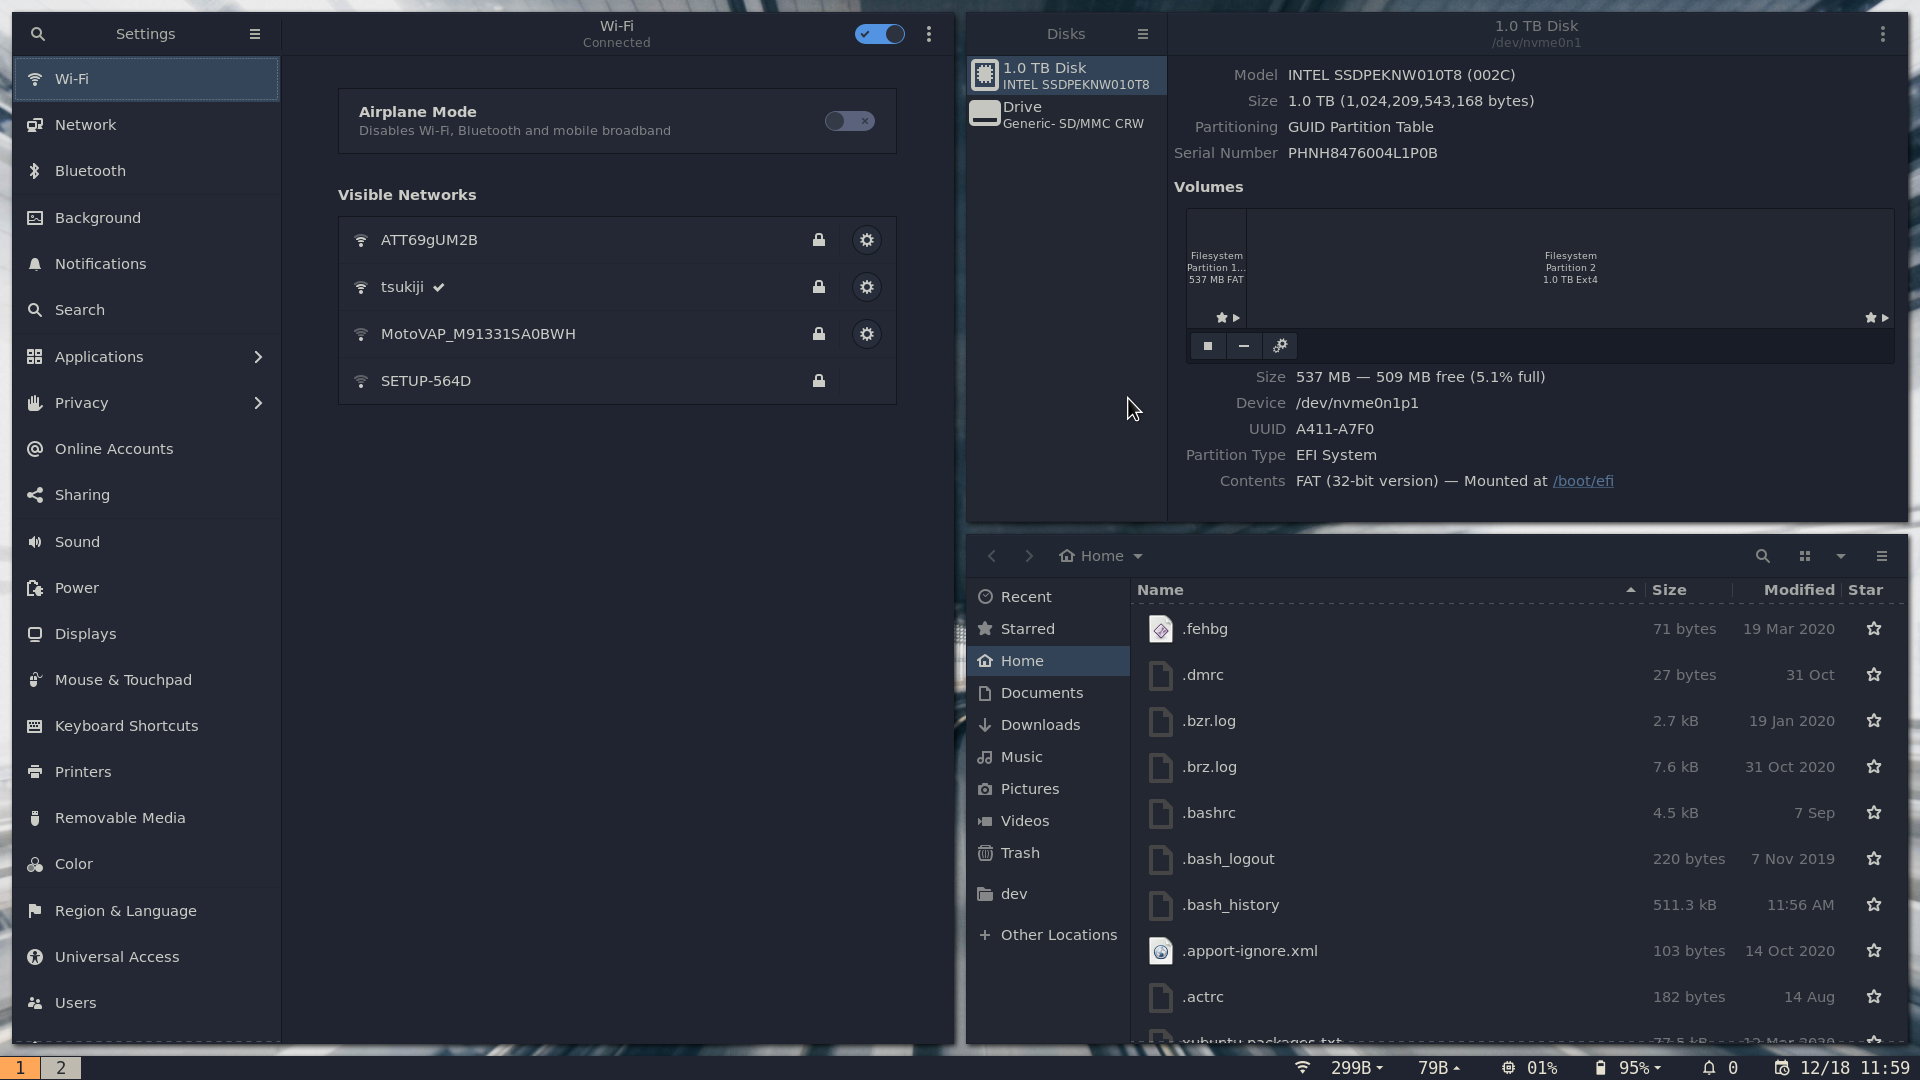 Settings
Wi-Fi
Connected
Wi-Fi
Network
Bluetooth
Background
Notifications
Search
Applications
Privacy
Online Accounts
Sharing
Sound
Power
Displays
Mouse & Touchpad
Keyboard Shortcuts
Printers
Removable Media
Color
Region & Language
Universal Access
Users
Airplane Mode
Disables Wi-Fi, Bluetooth and mobile broadband
Visible Networks
ATT69gUM2B
tsukiji
MotoVAP_M91331SA0BWH
SETUP-564D
Disks
1.0 TB Disk
/dev/nvme0n1
1.0 TB Disk
INTEL SSDPEKNW010T8
Drive
Generic- SD/MMC CRW
Model INTEL SSDPEKNW010T8 (002C)
Size 1.0 TB (1,024,209,543,168 bytes)
Partitioning GUID Partition Table
Serial Number PHNH8476004L1P0B
Volumes
Filesystem
Partition 1…
537 MB FAT
Filesystem
Partition 2
1.0 TB Ext4
Size 537 MB — 509 MB free (5.1% full)
Device /dev/nvme0n1p1
UUID A411-A7F0
Partition Type EFI System
Contents FAT (32-bit version) — Mounted at /boot/efi
Home
Recent
Starred
Home
Documents
Downloads
Music
Pictures
Videos
Trash
dev
Other Locations
Name Size Modified Star
.fehbg 71 bytes 19 Mar 2020
.dmrc 27 bytes 31 Oct
.bzr.log 2.7 kB 19 Jan 2020
.brz.log 7.6 kB 31 Oct 2020
.bashrc 4.5 kB 7 Sep
.bash_logout 220 bytes 7 Nov 2019
.bash_history 511.3 kB 11:56 AM
.apport-ignore.xml 103 bytes 14 Oct 2020
.actrc 182 bytes 14 Aug
xubuntu-packages.txt 77.5 kB 12 Mar 2020
1 2 299B 79B 01% 95% 0 12/18 11:59